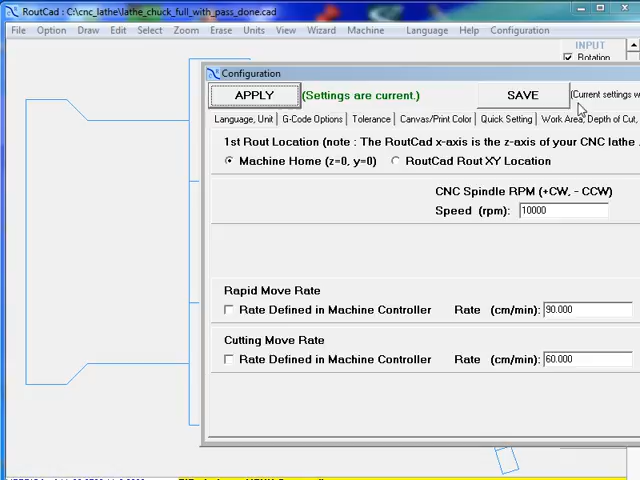 RoutCad : C:\cnc_lathe\lathe_chuck_full_with_pass_done.cad
File Option Draw Edit Select Zoom Erase Units View Wizard Machine Language Help Configuration
INPUT
Rotation
Configuration
APPLY (Settings are current.) SAVE (Current settings w
Language, Unit G-Code Options Tolerance Canvas/Print Color Quick Setting Work Area, Depth of Cut,
1st Rout Location (note : The RoutCad x-axis is the z-axis of your CNC lathe .
Machine Home (z=0, y=0) RoutCad Rout XY Location
CNC Spindle RPM (+CW, - CCW)
Speed (rpm): 10000
Rapid Move Rate
Rate Defined in Machine Controller Rate (cm/min): 90.000
Cutting Move Rate
Rate Defined in Machine Controller Rate (cm/min): 60.000